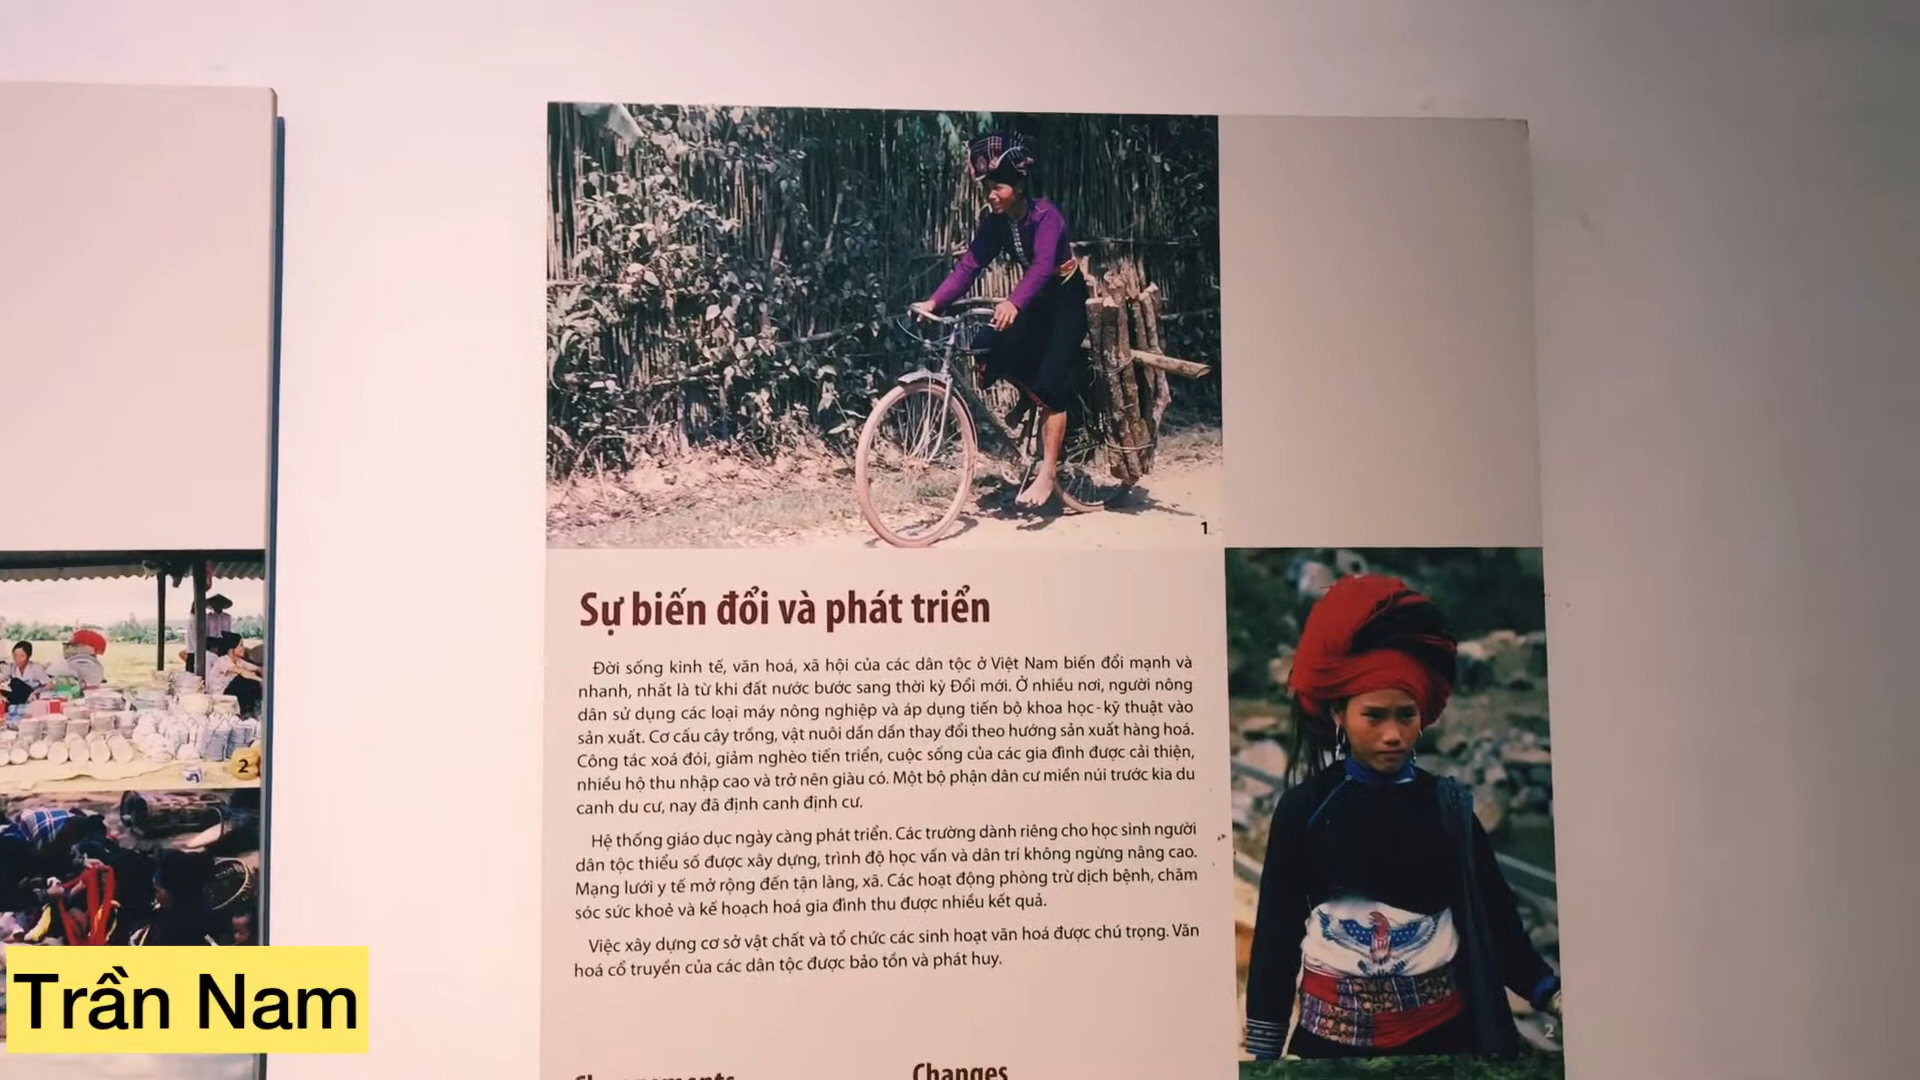 1
Sự biến đổi và phát triển
Đời sống kinh tế, văn hoá, xã hội của các dân tộc ở Việt Nam biến đổi mạnh và
nhanh, nhất là từ khi đất nước bước sang thời kỳ Đổi mới. Ở nhiều nơi, người nông
dân sử dụng các loại máy nông nghiệp và áp dụng tiến bộ khoa học-kỹ thuật vào
sản xuất. Cơ cấu cây trồng, vật nuôi dần dần thay đổi theo hướng sản xuất hàng hoá.
Công tác xoá đói, giảm nghèo tiến triển, cuộc sống của các gia đình được cải thiện,
nhiều hộ thu nhập cao và trở nên giàu có. Một bộ phận dân cư miền núi trước kia du
canh du cư, nay đã định canh định cư.
Hệ thống giáo dục ngày càng phát triển. Các trường dành riêng cho học sinh người
dân tộc thiểu số được xây dựng, trình độ học vấn và dân trí không ngừng nâng cao.
Mạng lưới y tế mở rộng đến tận làng, xã. Các hoạt động phòng trừ dịch bệnh, chăm
sóc sức khoẻ và kế hoạch hoá gia đình thu được nhiều kết quả.
Việc xây dựng cơ sở vật chất và tổ chức các sinh hoạt văn hoá được chú trọng. Văn
hoá cổ truyền của các dân tộc được bảo tồn và phát huy.
Changes
2
2
Trần Nam